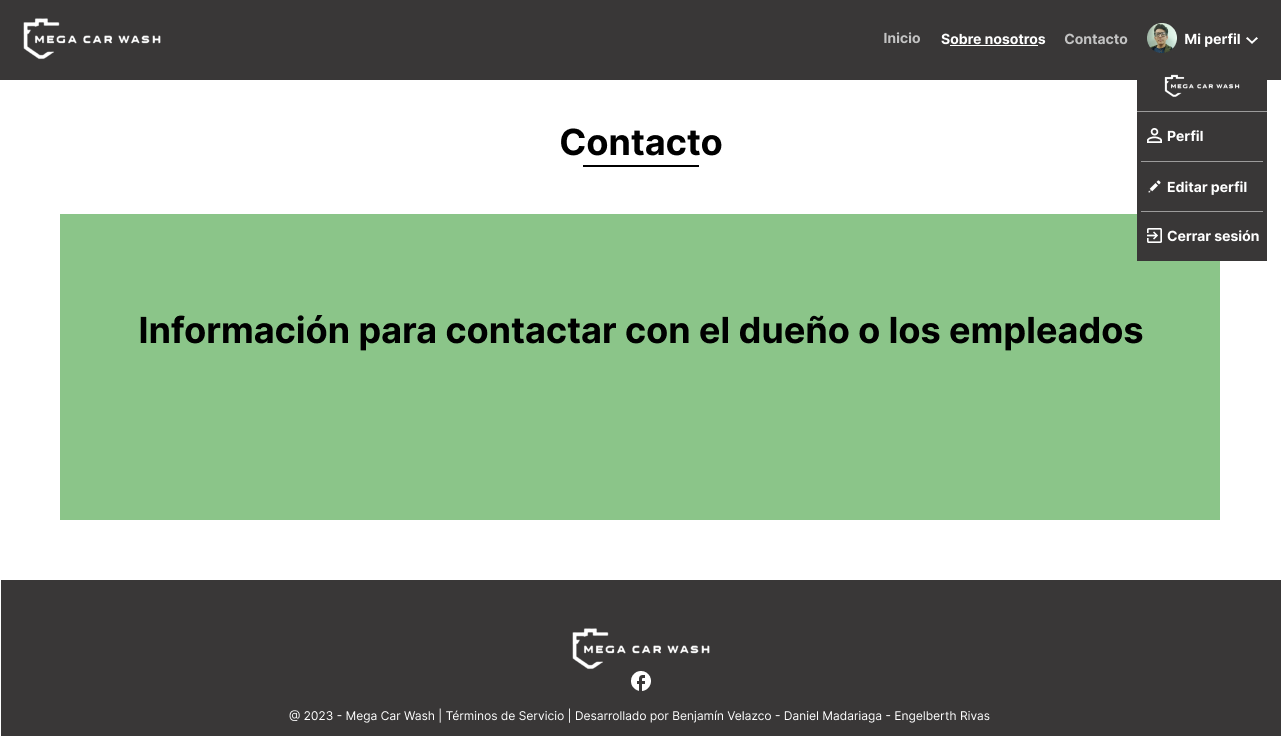 MEGA CAR WASH
Inicio
Sobre nosotros
Contacto
Mi perfil
MEGA CAR WASH
Perfil
Editar perfil
Cerrar sesión
Contacto
Información para contactar con el dueño o los empleados
MEGA CAR WASH
@ 2023 - Mega Car Wash | Términos de Servicio | Desarrollado por Benjamín Velazco - Daniel Madariaga - Engelberth Rivas